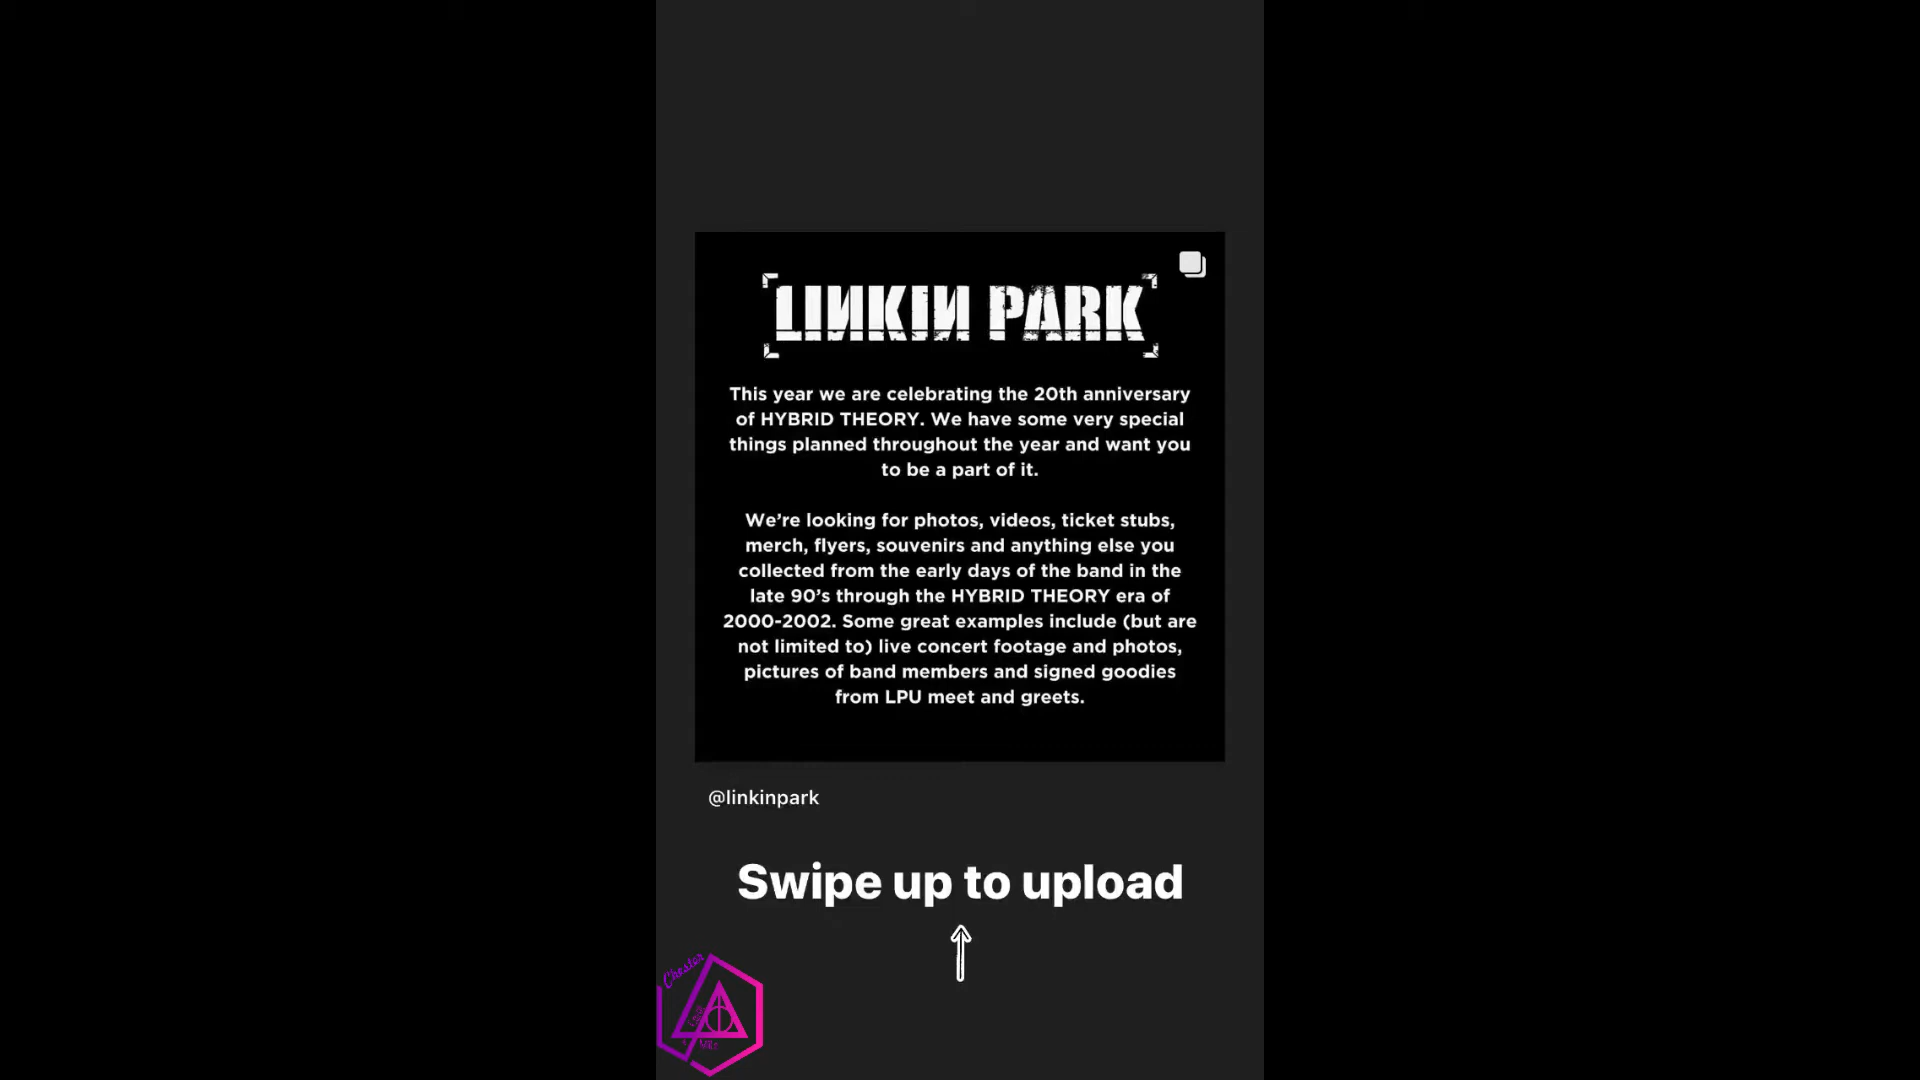 LINKIN PARK
This year we are celebrating the 20th anniversary
of HYBRID THEORY. We have some very special
things planned throughout the year and want you
to be a part of it.
We’re looking for photos, videos, ticket stubs,
merch, flyers, souvenirs and anything else you
collected from the early days of the band in the
late 90’s through the HYBRID THEORY era of
2000-2002. Some great examples include (but are
not limited to) live concert footage and photos,
pictures of band members and signed goodies
from LPU meet and greets.
@linkinpark
Swipe up to upload
Chester